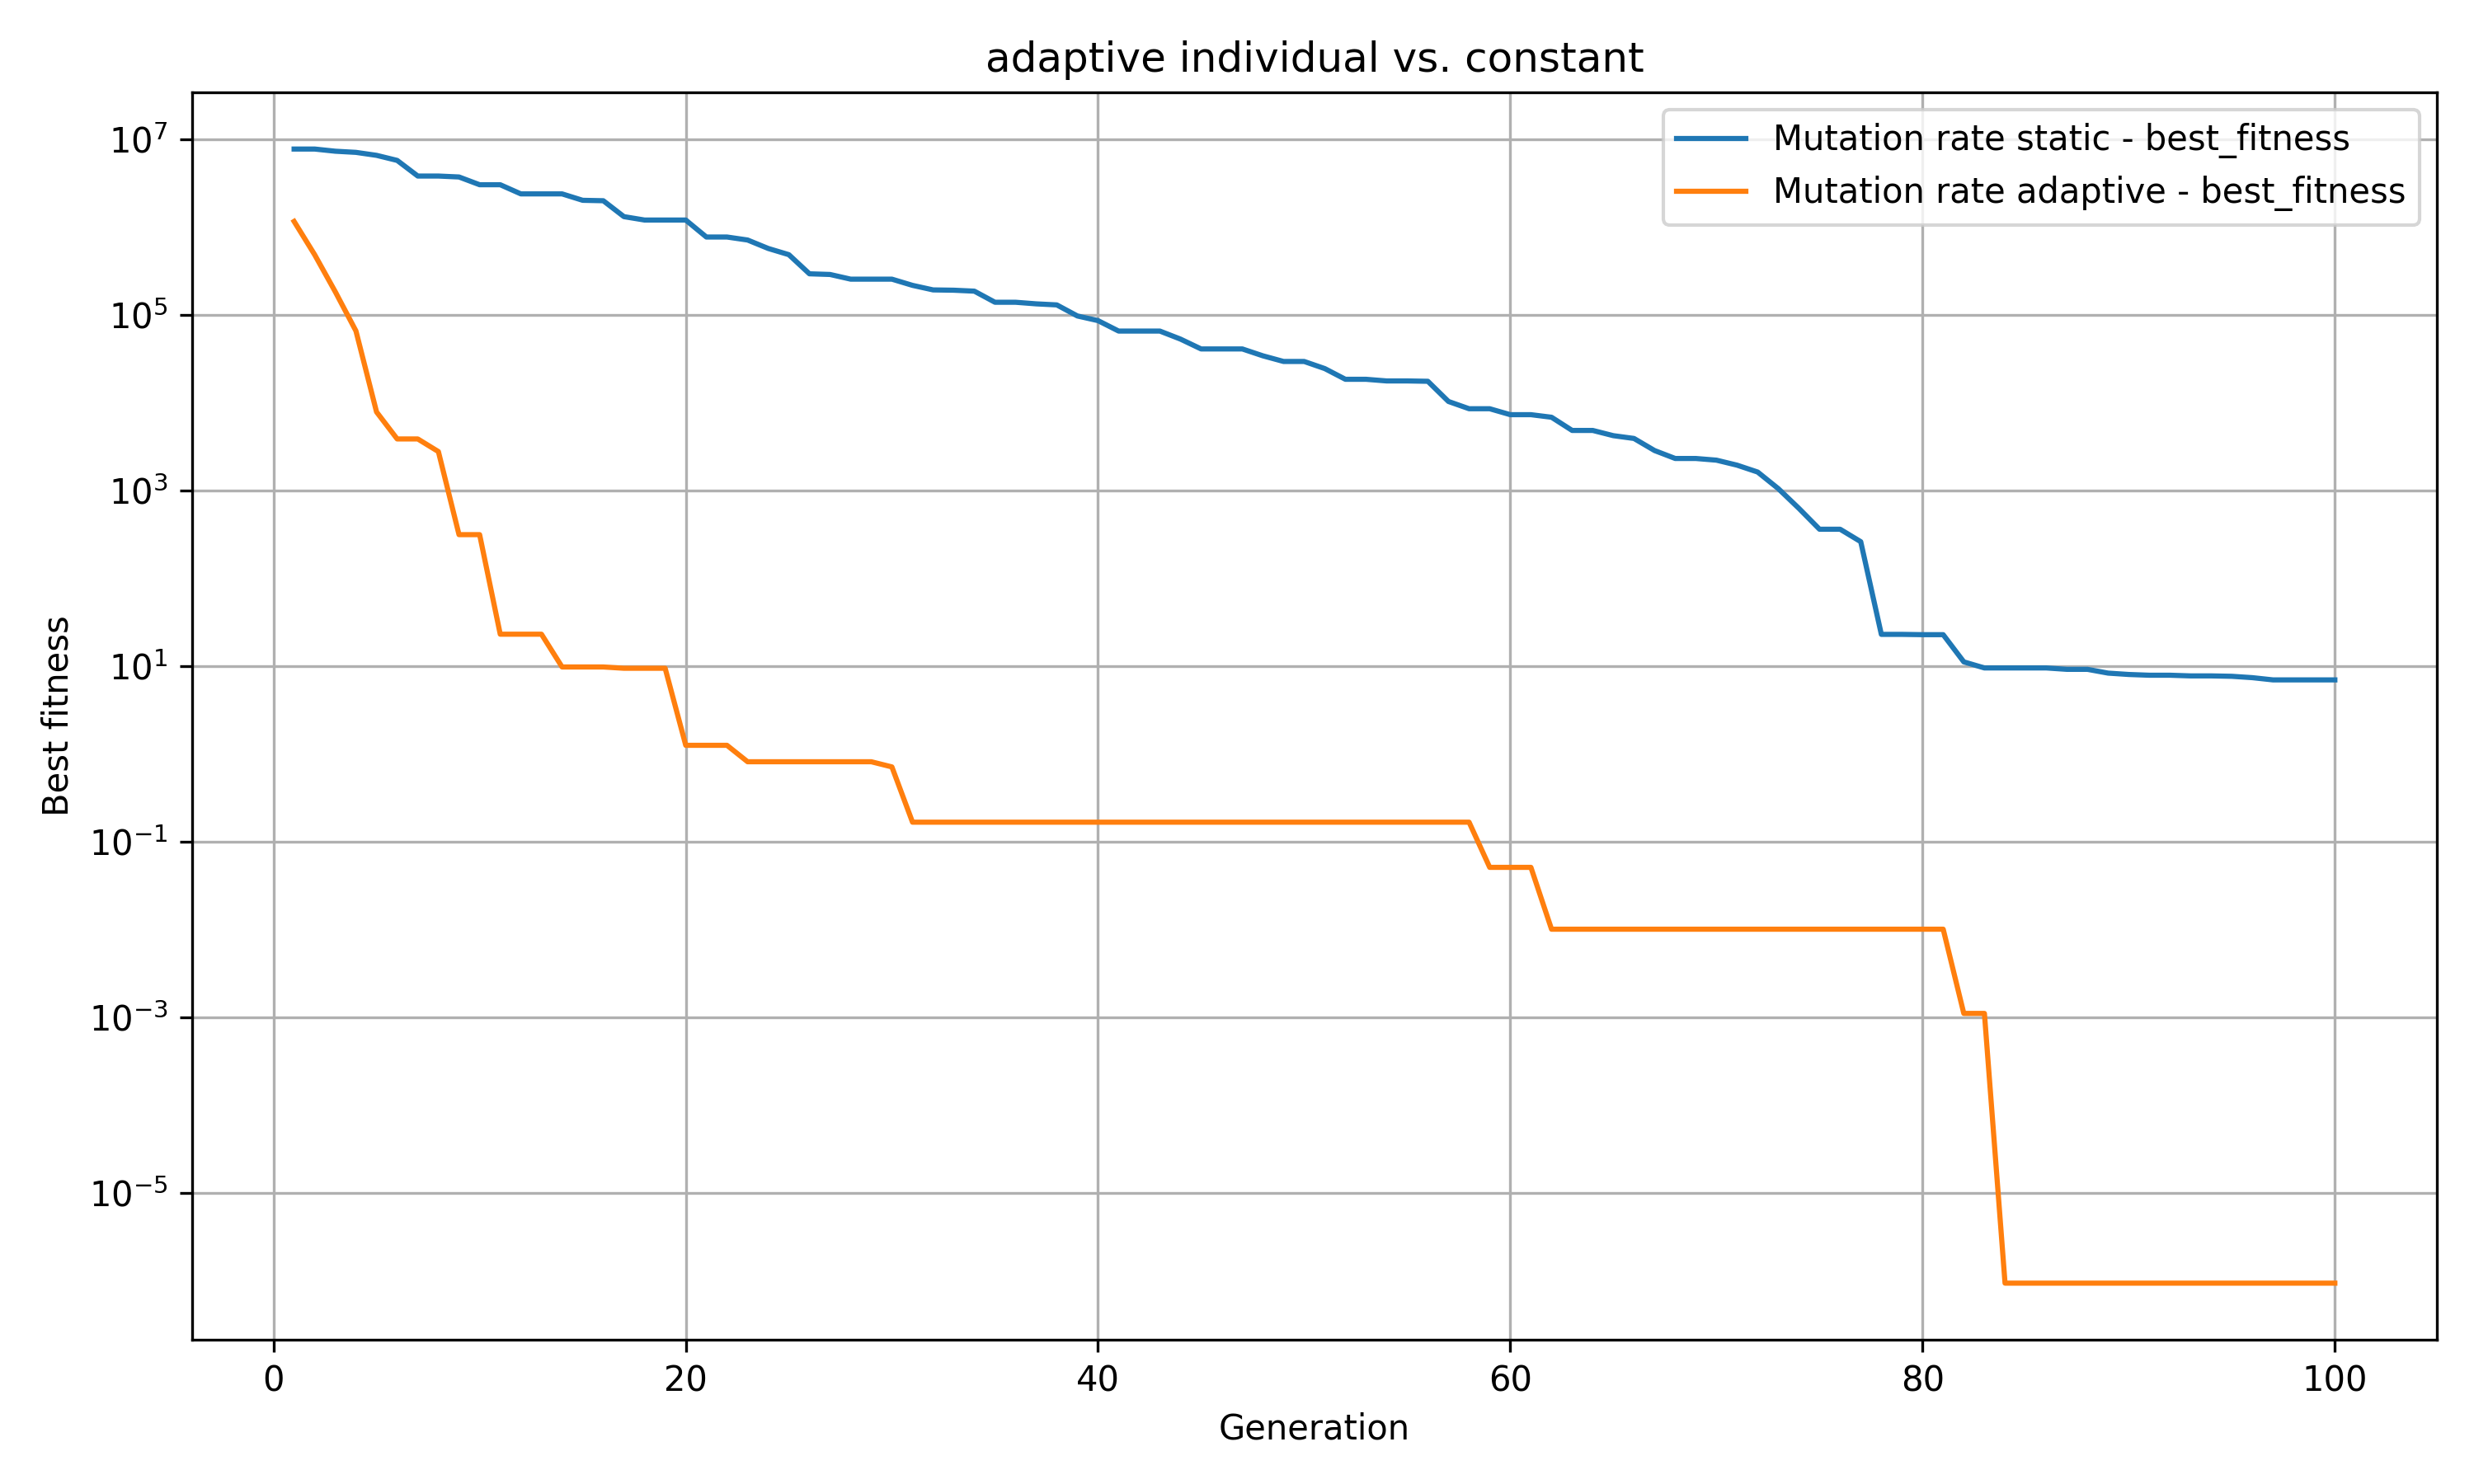 adaptive individual vs. constant
Mutation rate static - best_fitness
Mutation rate adaptive - best_fitness
Best fitness
10⁷
10⁵
10³
10¹
10⁻¹
10⁻³
10⁻⁵
0 20 40 60 80 100
Generation